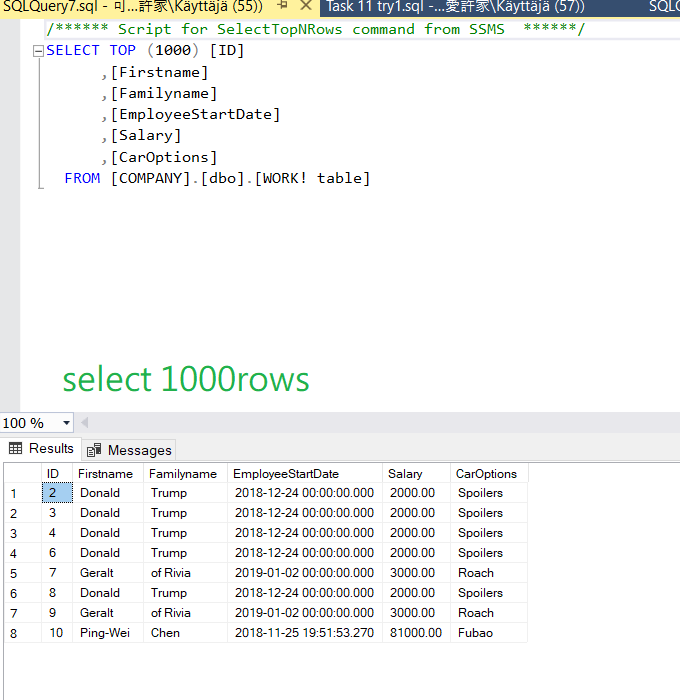 SQLQuery7.sql - 可...許家\Käyttäjä (55))
Task 11 try1.sql -...愛許家\Käyttäjä (57))
SQLQ
/****** Script for SelectTopNRows command from SSMS  ******/
SELECT TOP (1000) [ID]
,[Firstname]
,[Familyname]
,[EmployeeStartDate]
,[Salary]
,[CarOptions]
FROM [COMPANY].[dbo].[WORK! table]
select 1000rows
100 %
Results Messages
ID Firstname Familyname EmployeeStartDate Salary CarOptions
1 2 Donald Trump 2018-12-24 00:00:00.000 2000.00 Spoilers
2 3 Donald Trump 2018-12-24 00:00:00.000 2000.00 Spoilers
3 4 Donald Trump 2018-12-24 00:00:00.000 2000.00 Spoilers
4 6 Donald Trump 2018-12-24 00:00:00.000 2000.00 Spoilers
5 7 Geralt of Rivia 2019-01-02 00:00:00.000 3000.00 Roach
6 8 Donald Trump 2018-12-24 00:00:00.000 2000.00 Spoilers
7 9 Geralt of Rivia 2019-01-02 00:00:00.000 3000.00 Roach
8 10 Ping-Wei Chen 2018-11-25 19:51:53.270 81000.00 Fubao